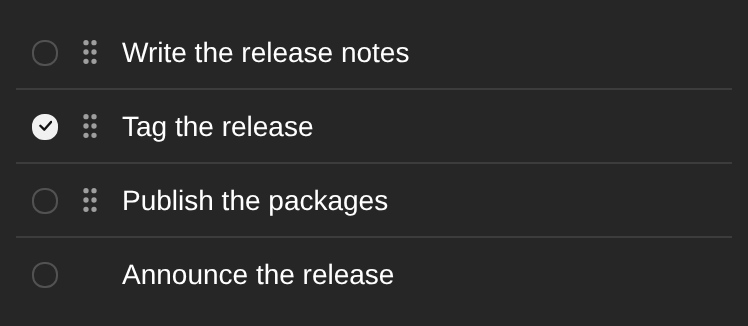 Write the release notes
Tag the release
Publish the packages
Announce the release